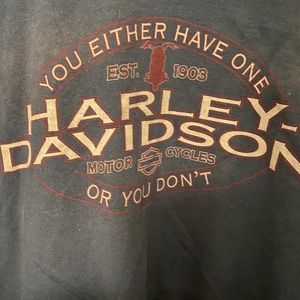 YOU EITHER HAVE ONE
EST. 1903
HARLEY-
DAVIDSON
MOTOR CYCLES
OR YOU DON'T